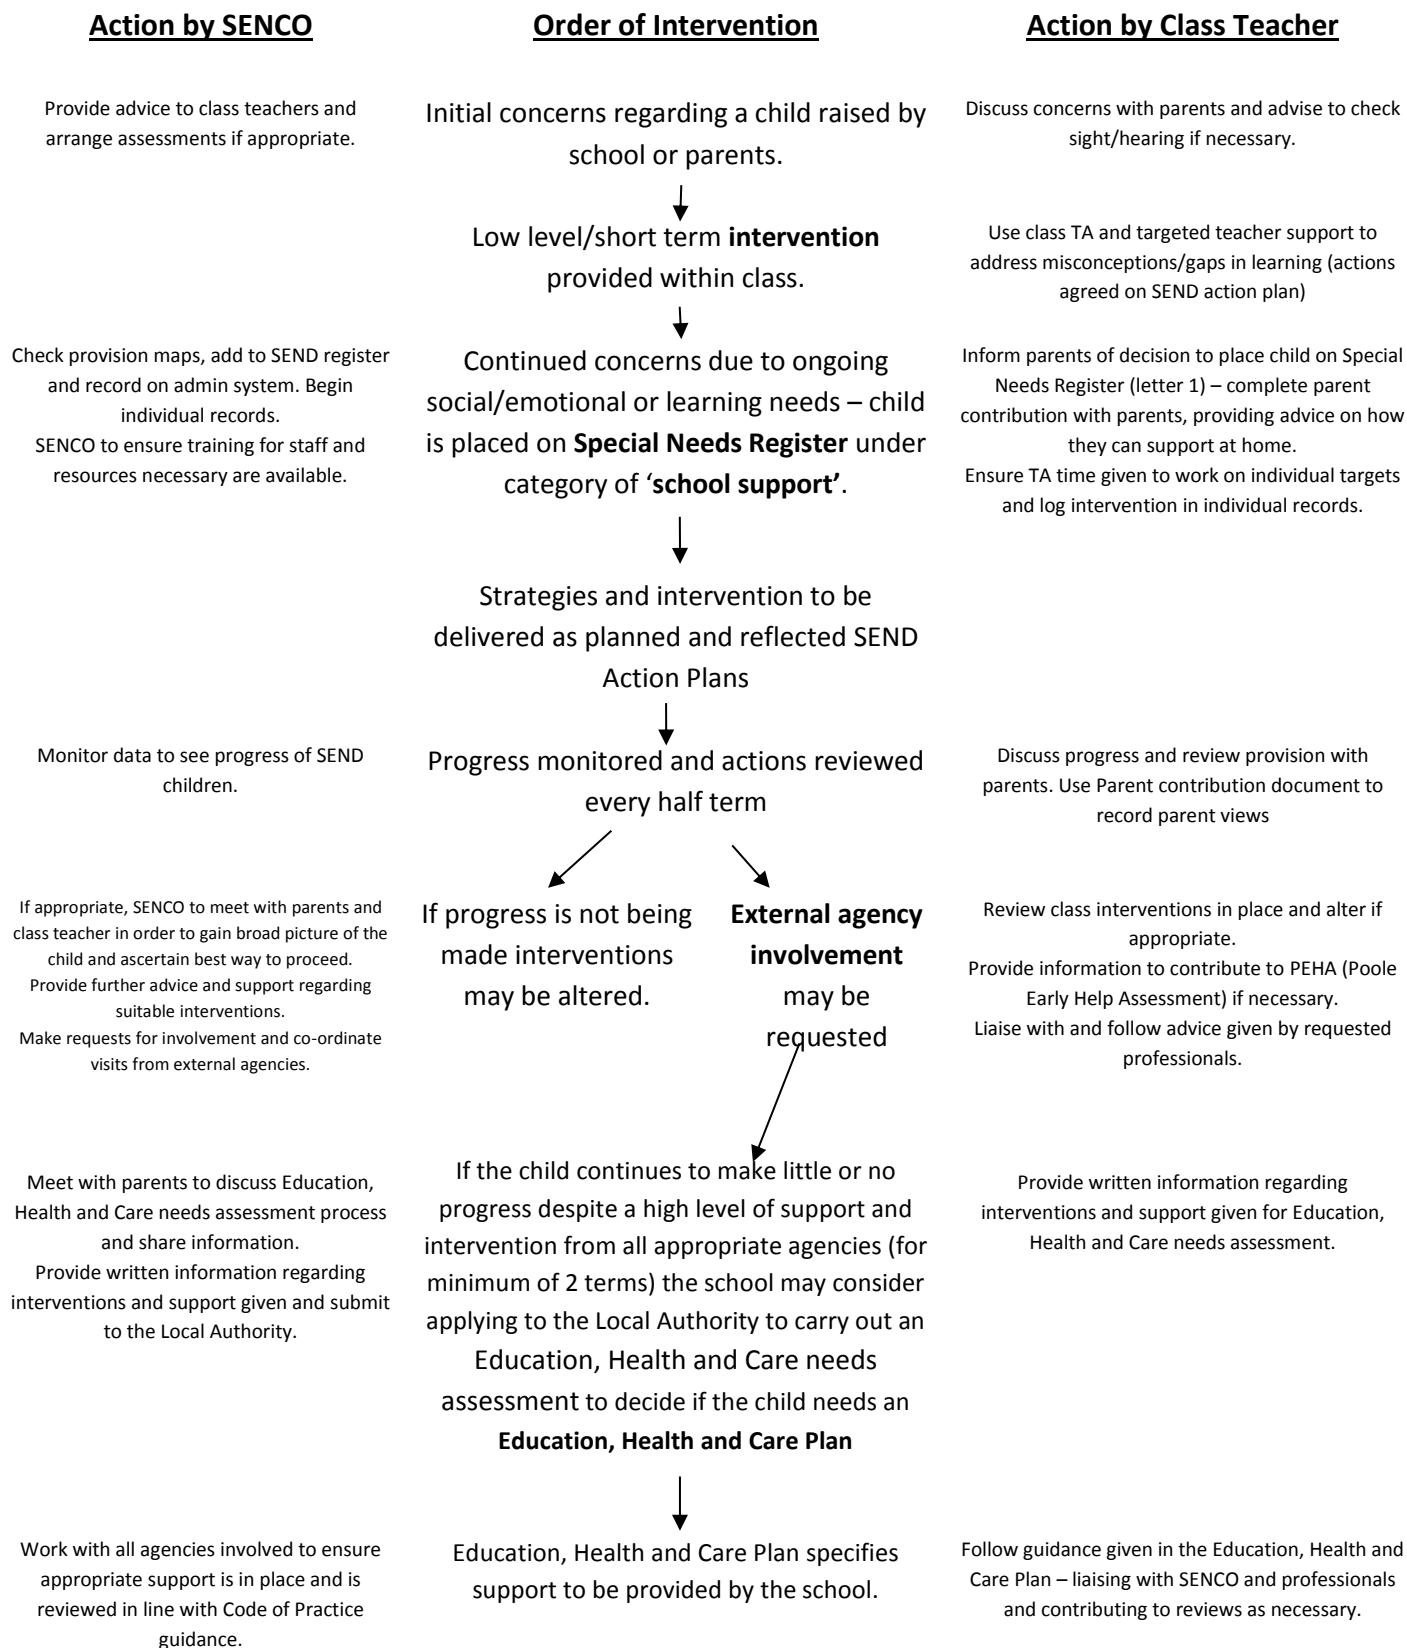 Action by SENCO
Order of Intervention
Action by Class Teacher
Provide advice to class teachers and
arrange assessments if appropriate.
Initial concerns regarding a child raised by
school or parents.
Discuss concerns with parents and advise to check
sight/hearing if necessary.
Low level/short term intervention
provided within class.
Use class TA and targeted teacher support to
address misconceptions/gaps in learning (actions
agreed on SEND action plan)
Check provision maps, add to SEND register
and record on admin system. Begin
individual records.
SENCO to ensure training for staff and
resources necessary are available.
Continued concerns due to ongoing
social/emotional or learning needs – child
is placed on Special Needs Register under
category of ‘school support’.
Inform parents of decision to place child on Special
Needs Register (letter 1) – complete parent
contribution with parents, providing advice on how
they can support at home.
Ensure TA time given to work on individual targets
and log intervention in individual records.
Strategies and intervention to be
delivered as planned and reflected SEND
Action Plans
Monitor data to see progress of SEND
children.
Progress monitored and actions reviewed
every half term
Discuss progress and review provision with
parents. Use Parent contribution document to
record parent views
If appropriate, SENCO to meet with parents and
class teacher in order to gain broad picture of the
child and ascertain best way to proceed.
Provide further advice and support regarding
suitable interventions.
Make requests for involvement and co-ordinate
visits from external agencies.
If progress is not being
made interventions
may be altered.
External agency
involvement
may be
requested
Review class interventions in place and alter if
appropriate.
Provide information to contribute to PEHA (Poole
Early Help Assessment) if necessary.
Liaise with and follow advice given by requested
professionals.
Meet with parents to discuss Education,
Health and Care needs assessment process
and share information.
Provide written information regarding
interventions and support given and submit
to the Local Authority.
If the child continues to make little or no
progress despite a high level of support and
intervention from all appropriate agencies (for
minimum of 2 terms) the school may consider
applying to the Local Authority to carry out an
Education, Health and Care needs
assessment to decide if the child needs an
Education, Health and Care Plan
Provide written information regarding
interventions and support given for Education,
Health and Care needs assessment.
Work with all agencies involved to ensure
appropriate support is in place and is
reviewed in line with Code of Practice
guidance.
Education, Health and Care Plan specifies
support to be provided by the school.
Follow guidance given in the Education, Health and
Care Plan – liaising with SENCO and professionals
and contributing to reviews as necessary.